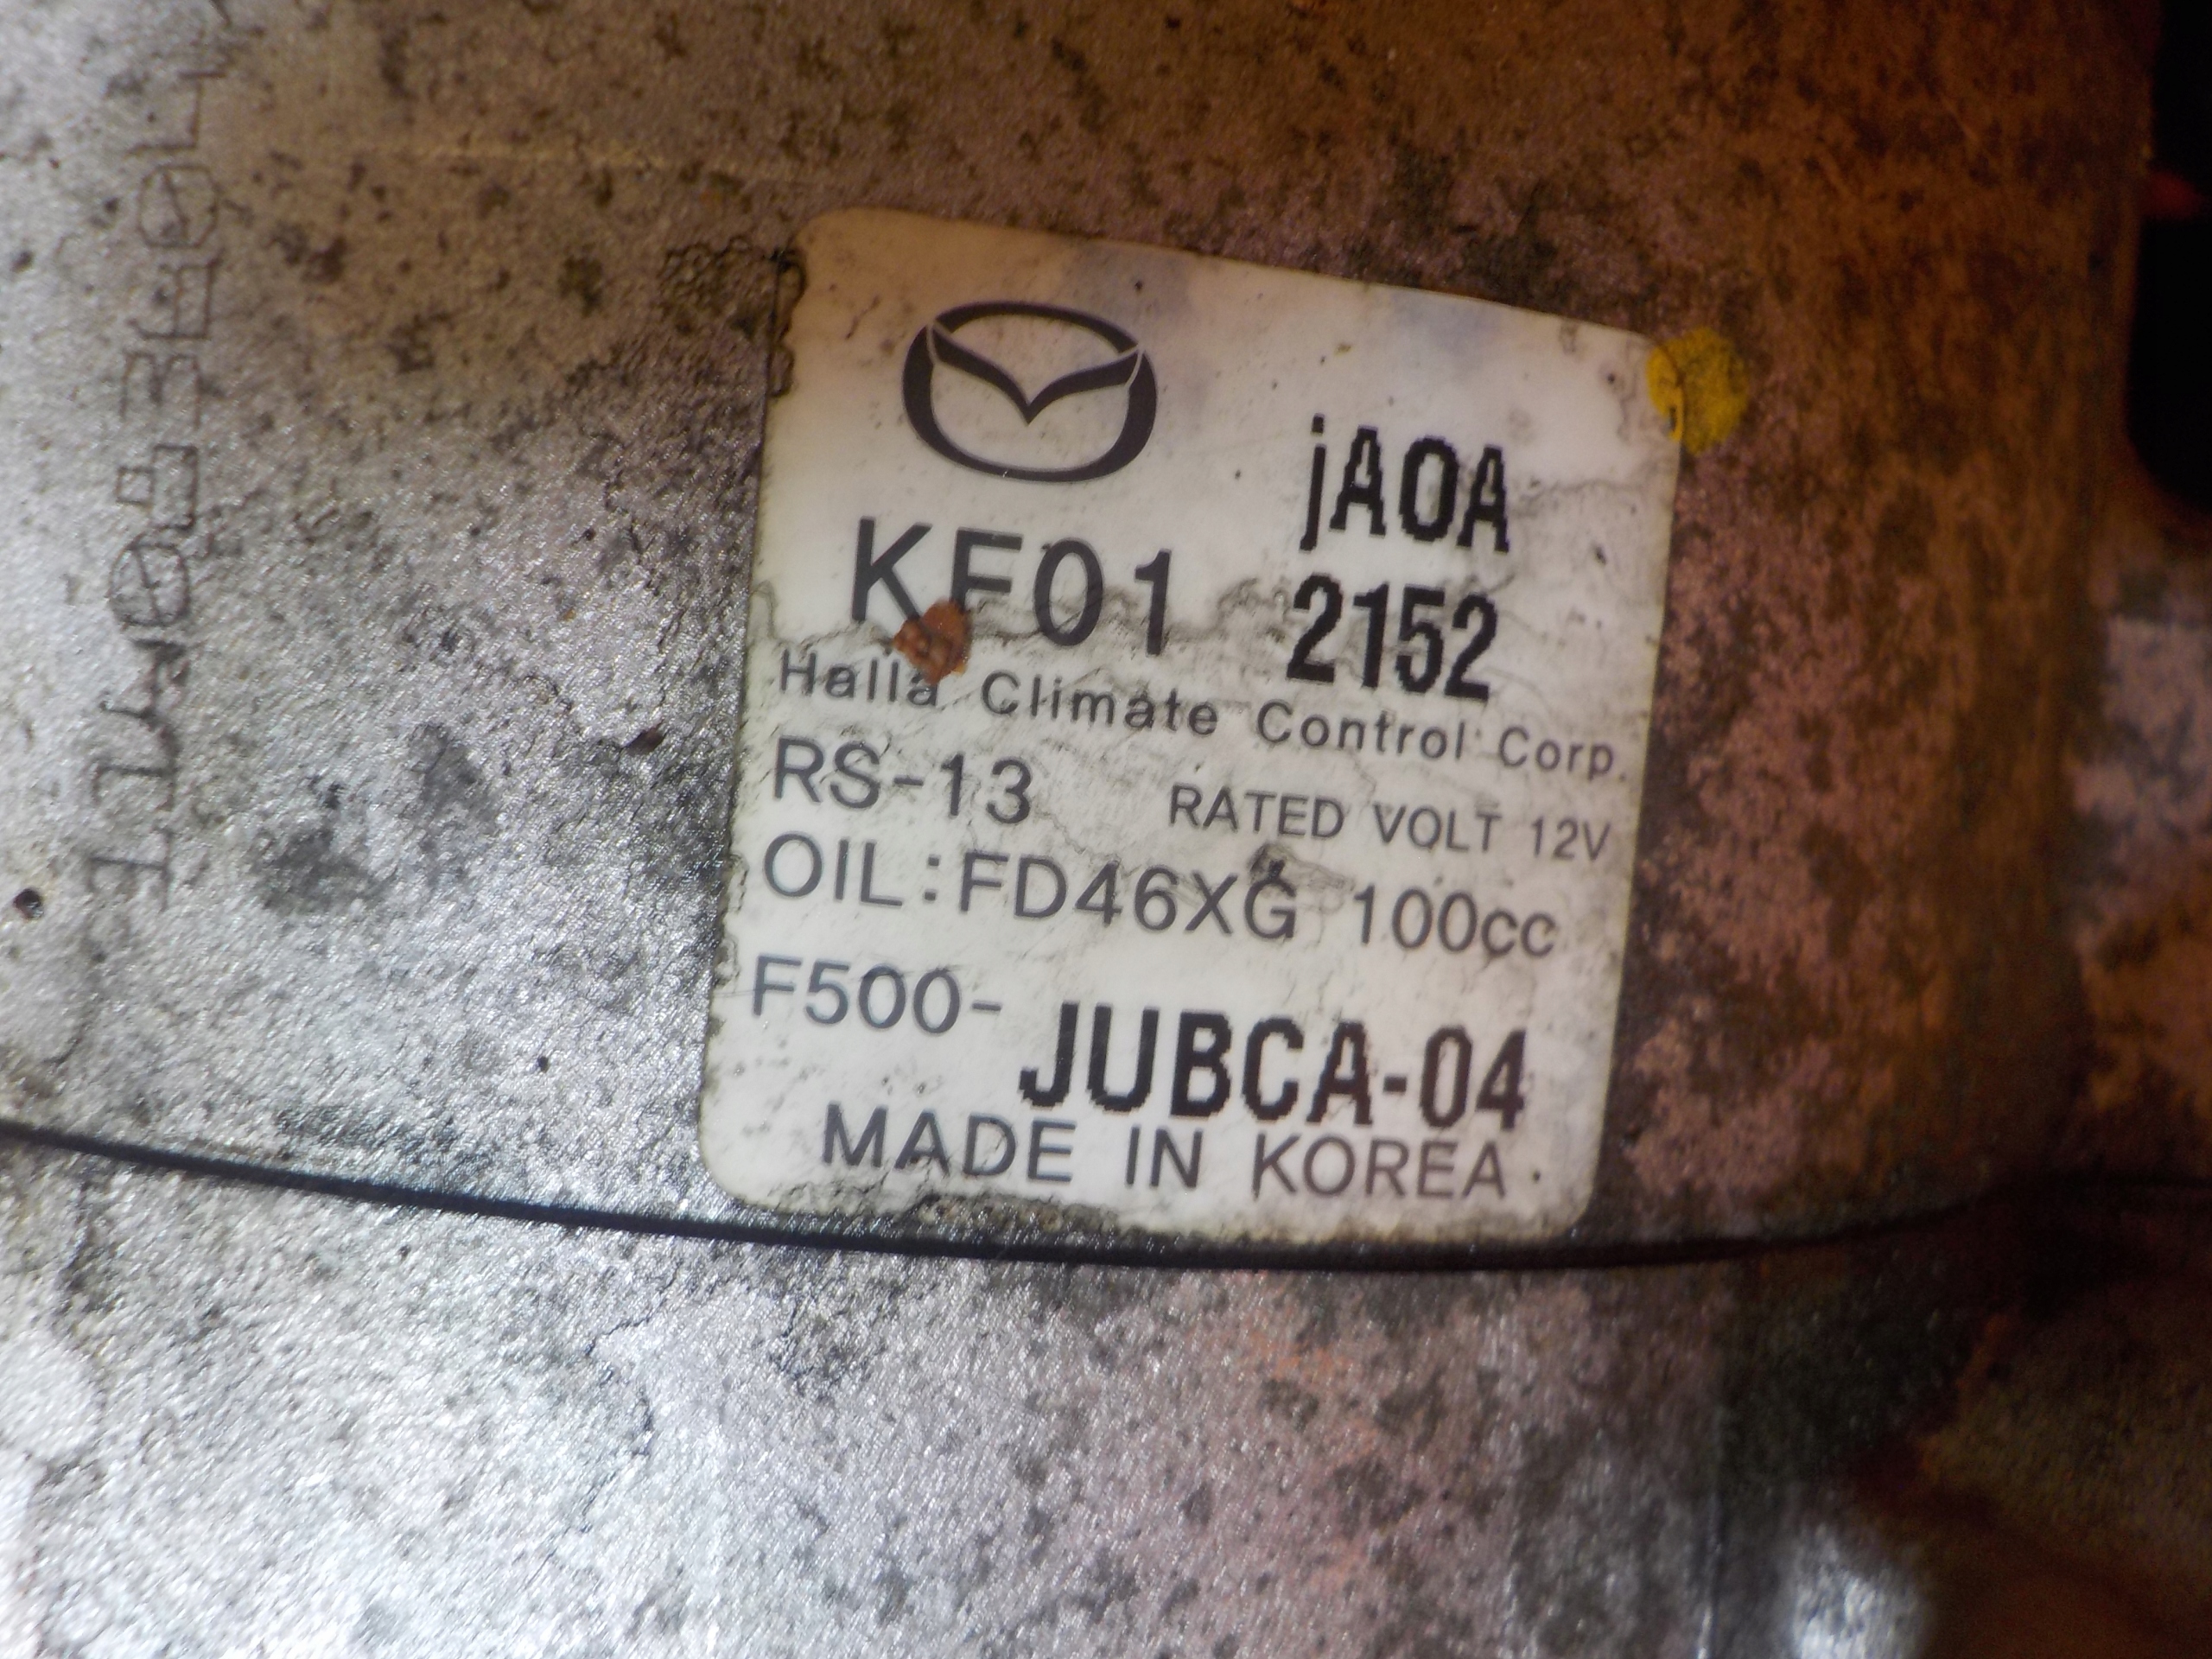 jA0A
KF01 2152
Halla Climate Control Corp.
RS-13 RATED VOLT 12V
OIL:FD46XG 100cc
F500- JUBCA-04
MADE IN KOREA.